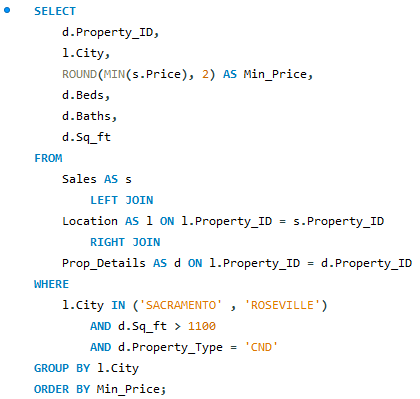 SELECT
d.Property_ID,
l.City,
ROUND(MIN(s.Price), 2) AS Min_Price,
d.Beds,
d.Baths,
d.Sq_ft
FROM
Sales AS s
LEFT JOIN
Location AS l ON l.Property_ID = s.Property_ID
RIGHT JOIN
Prop_Details AS d ON l.Property_ID = d.Property_ID
WHERE
l.City IN ('SACRAMENTO' , 'ROSEVILLE')
AND d.Sq_ft > 1100
AND d.Property_Type = 'CND'
GROUP BY l.City
ORDER BY Min_Price;